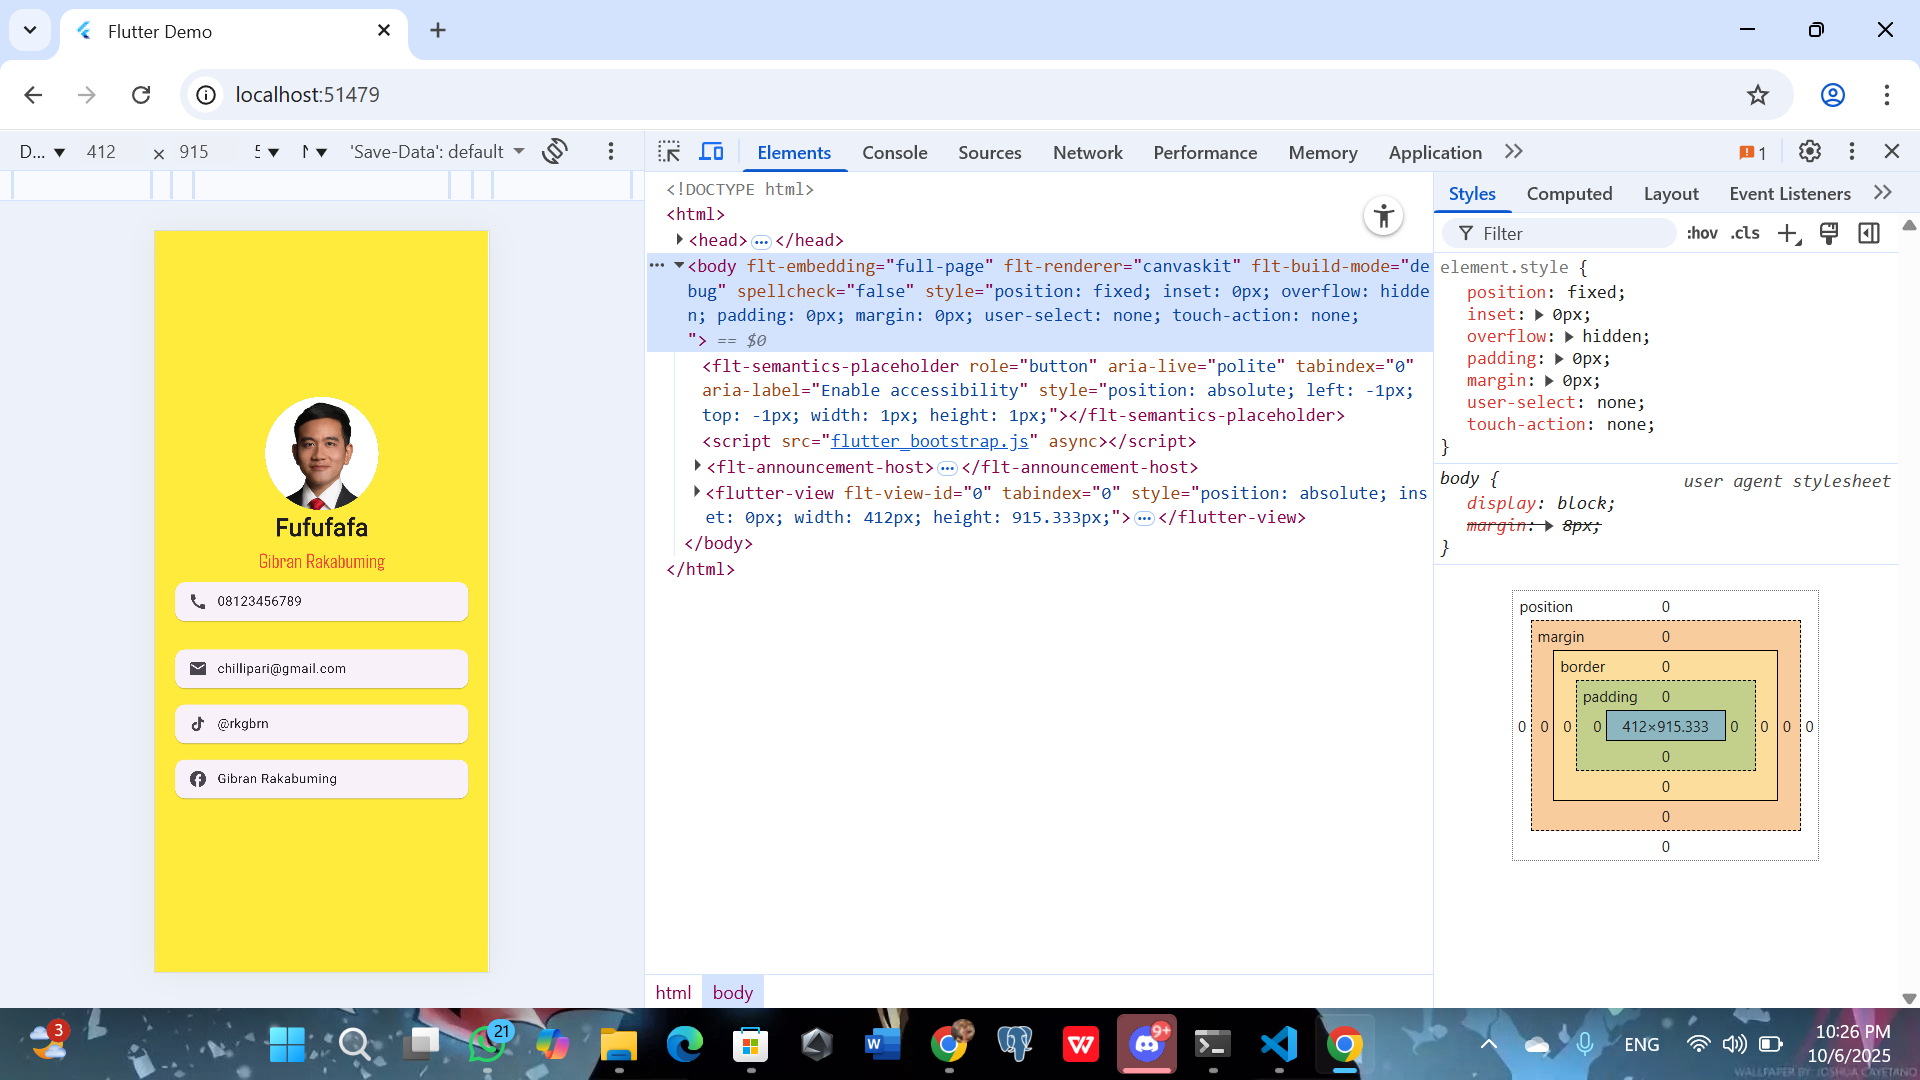 Flutter Demo
localhost:51479
D... 412 × 915 'Save-Data': default
Elements Console Sources Network Performance Memory Application 1
<!DOCTYPE html>
<html>
<head> ... </head>
<body flt-embedding="full-page" flt-renderer="canvaskit" flt-build-mode="de
bug" spellcheck="false" style="position: fixed; inset: 0px; overflow: hidde
n; padding: 0px; margin: 0px; user-select: none; touch-action: none;
"> == $0
<flt-semantics-placeholder role="button" aria-live="polite" tabindex="0"
aria-label="Enable accessibility" style="position: absolute; left: -1px;
top: -1px; width: 1px; height: 1px;"></flt-semantics-placeholder>
<script src="flutter_bootstrap.js" async></script>
<flt-announcement-host> ... </flt-announcement-host>
<flutter-view flt-view-id="0" tabindex="0" style="position: absolute; ins
et: 0px; width: 412px; height: 915.333px;"> ... </flutter-view>
</body>
</html>
html body
Styles Computed Layout Event Listeners
Filter :hov .cls
element.style {
position: fixed;
inset: 0px;
overflow: hidden;
padding: 0px;
margin: 0px;
user-select: none;
touch-action: none;
}
body { user agent stylesheet
display: block;
margin: 8px;
}
position 0
margin 0
border 0
padding 0
0 0 0 0 412×915.333 0 0 0 0
0
0
0
0
Fufufafa
Gibran Rakabuming
08123456789
chillipari@gmail.com
@rkgbrn
Gibran Rakabuming
3
21
9+
ENG
10:26 PM
10/6/2025
WALLPAPER BY: JOSHUA CAYETANO